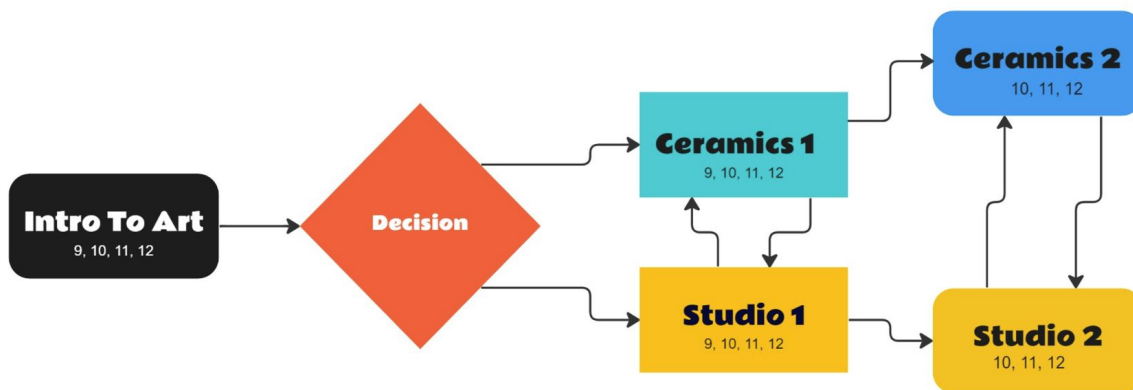 Intro To Art
9, 10, 11, 12
Decision
Ceramics 1
9, 10, 11, 12
Studio 1
9, 10, 11, 12
Ceramics 2
10, 11, 12
Studio 2
10, 11, 12